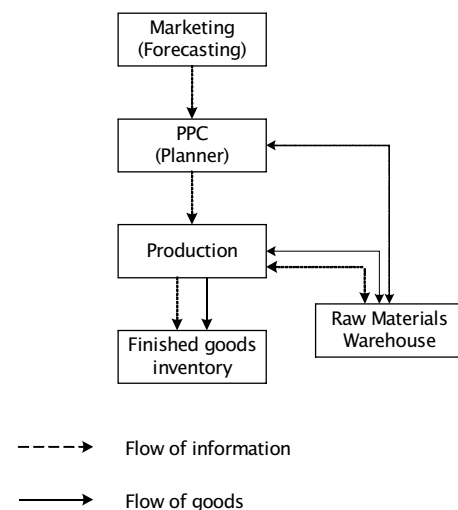 Marketing
(Forecasting)
PPC
(Planner)
Production
Raw Materials
Warehouse
Finished goods
inventory
Flow of information
Flow of goods